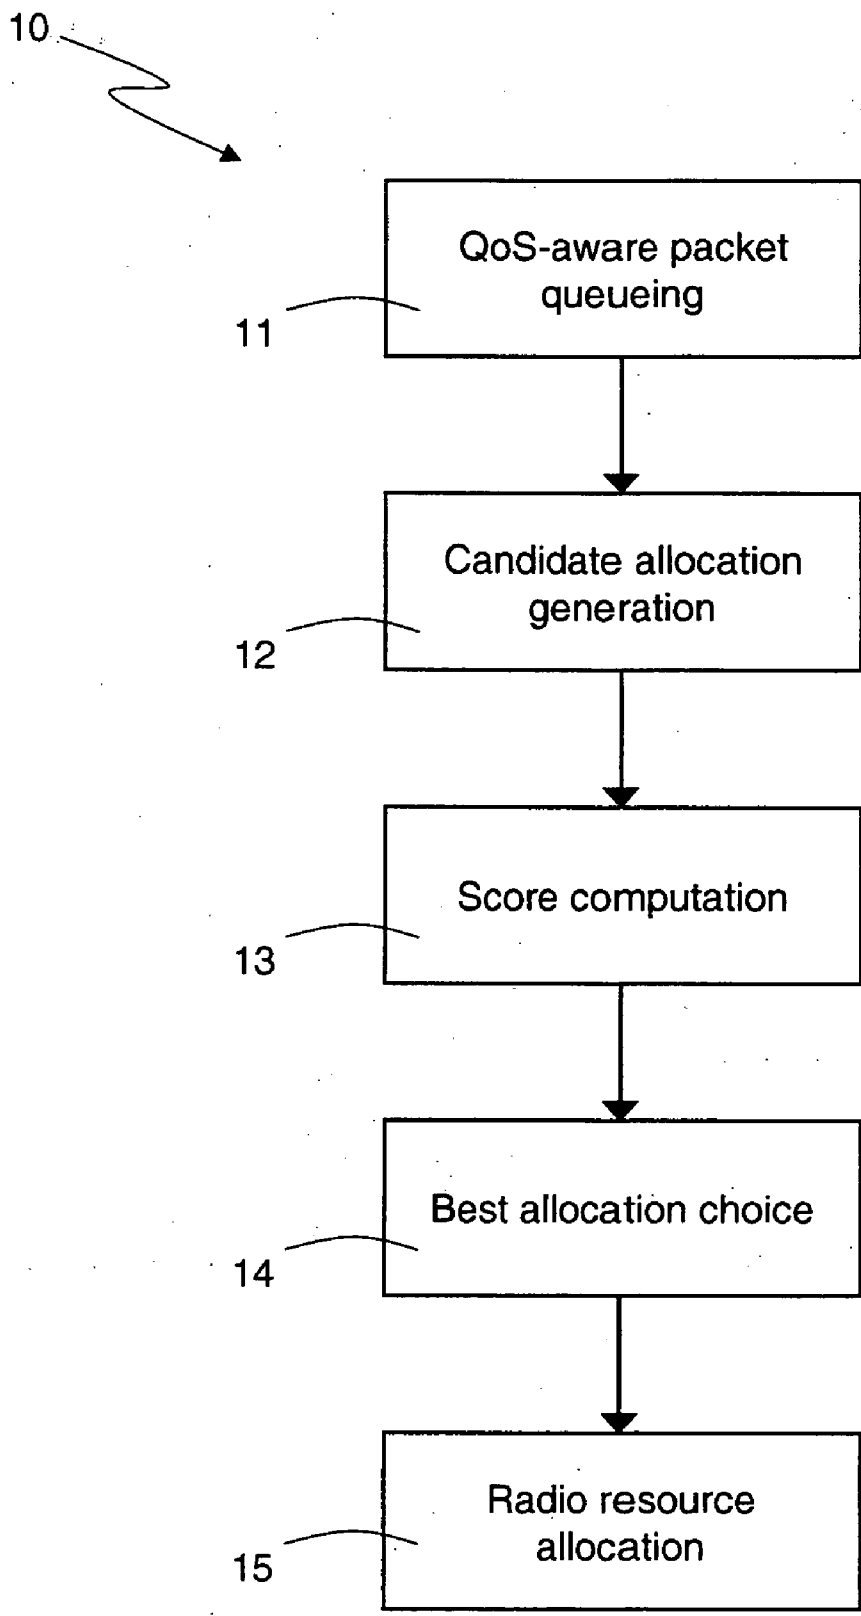 10
QoS-aware packet
queueing
11
Candidate allocation
generation
12
Score computation
13
Best allocation choice
14
Radio resource
allocation
15